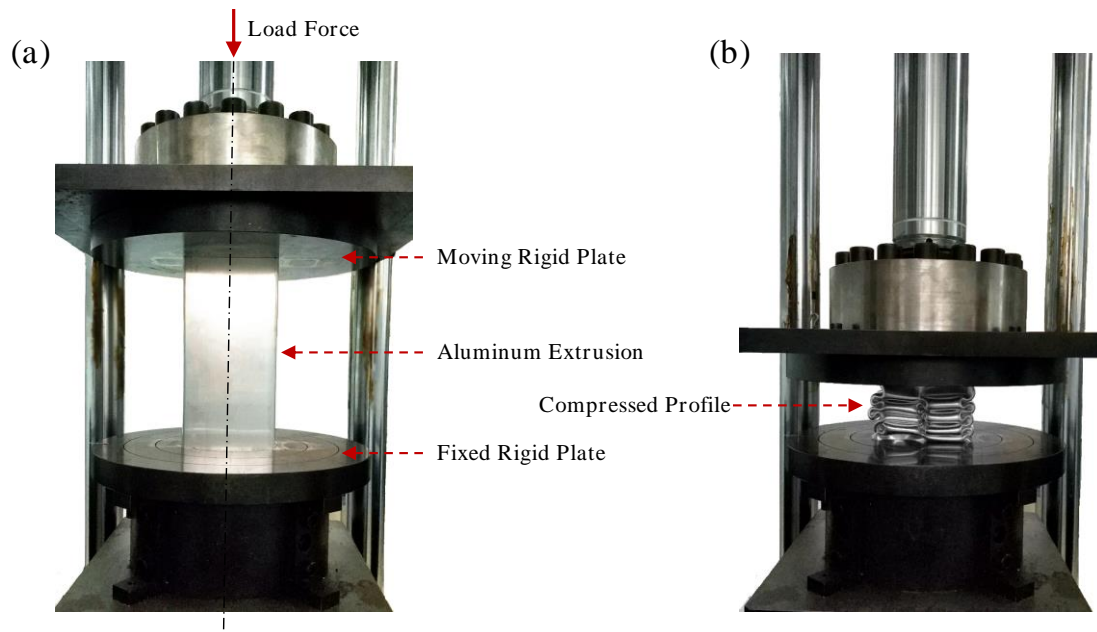 Load Force
(a)
(b)
Moving Rigid Plate
Aluminum Extrusion
Compressed Profile
Fixed Rigid Plate